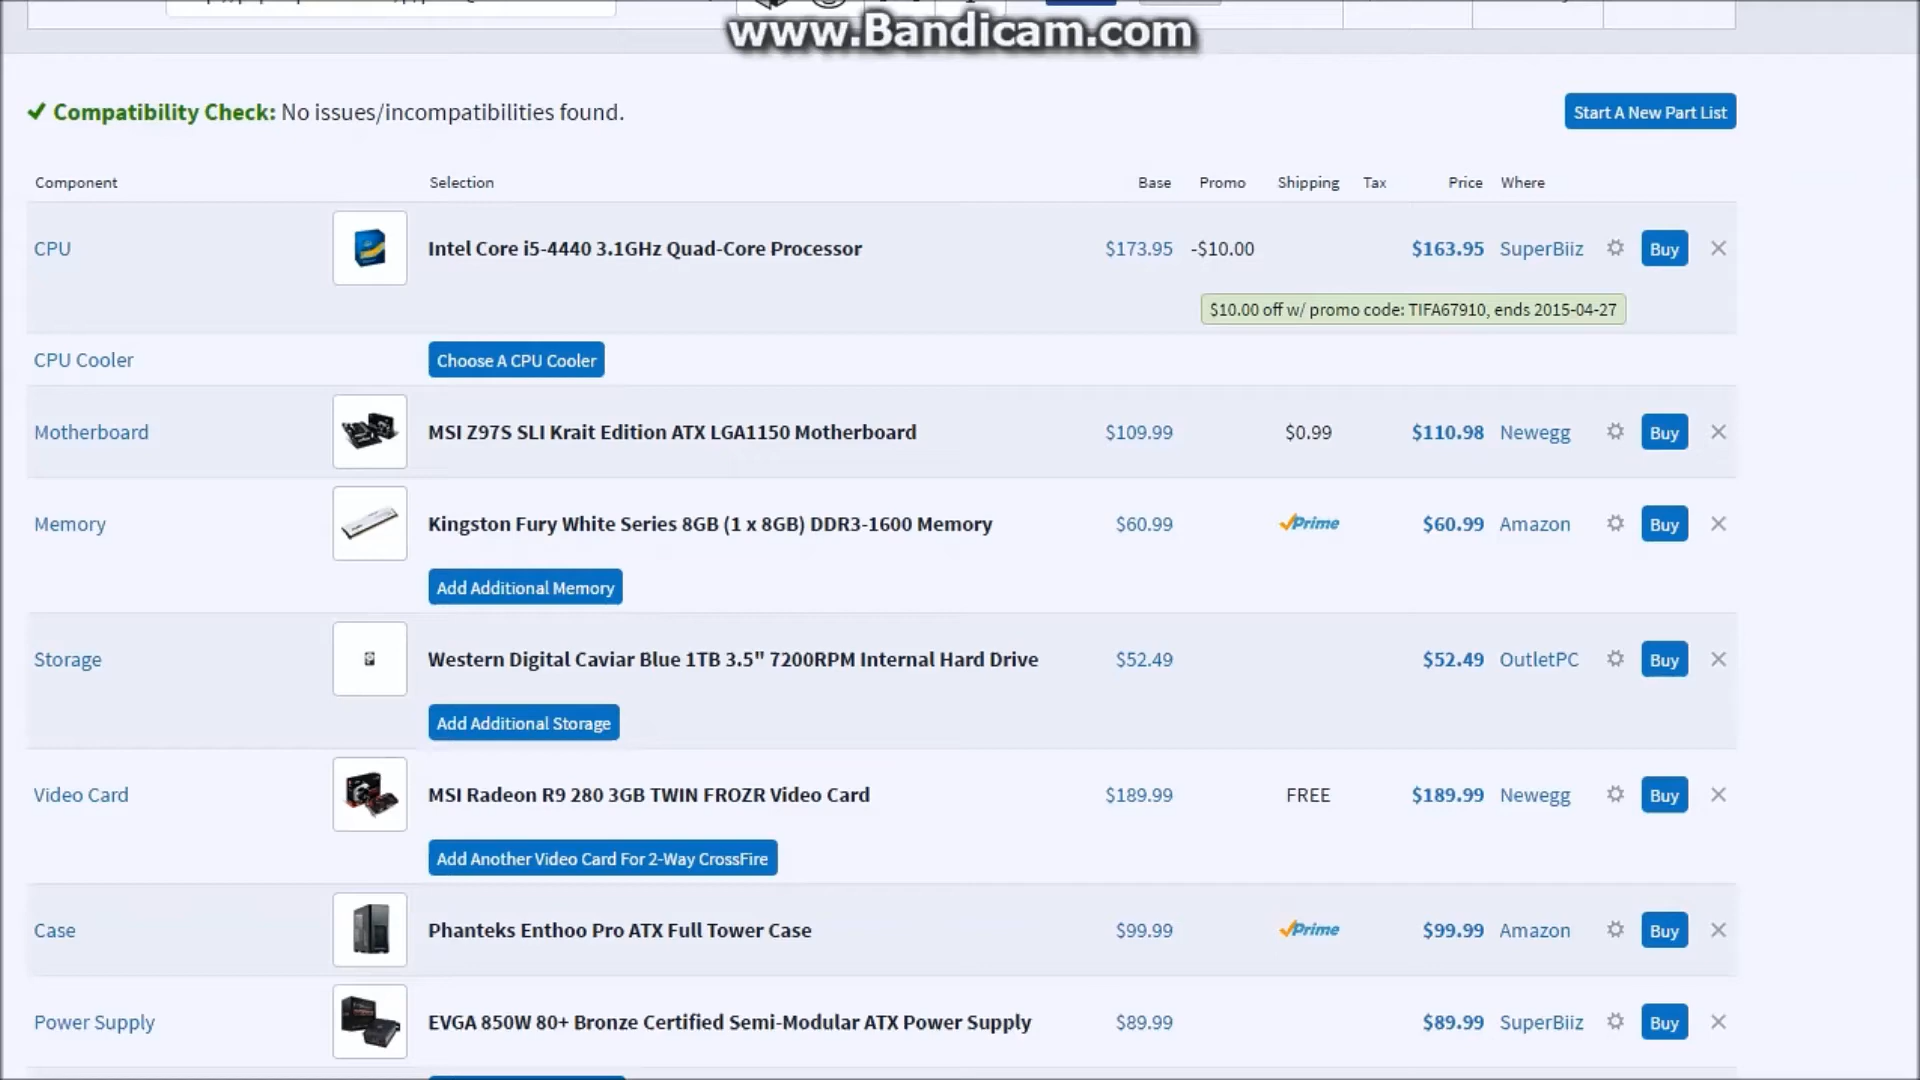 www.Bandicam.com
✔ Compatibility Check: No issues/incompatibilities found.
Start A New Part List
Component Selection Base Promo Shipping Tax Price Where
CPU Intel Core i5-4440 3.1GHz Quad-Core Processor $173.95 -$10.00 $163.95 SuperBiiz Buy
$10.00 off w/ promo code: TIFA67910, ends 2015-04-27
CPU Cooler Choose A CPU Cooler
Motherboard MSI Z97S SLI Krait Edition ATX LGA1150 Motherboard $109.99 $0.99 $110.98 Newegg Buy
Memory Kingston Fury White Series 8GB (1 x 8GB) DDR3-1600 Memory $60.99 Prime $60.99 Amazon Buy
Add Additional Memory
Storage Western Digital Caviar Blue 1TB 3.5" 7200RPM Internal Hard Drive $52.49 $52.49 OutletPC Buy
Add Additional Storage
Video Card MSI Radeon R9 280 3GB TWIN FROZR Video Card $189.99 FREE $189.99 Newegg Buy
Add Another Video Card For 2-Way CrossFire
Case Phanteks Enthoo Pro ATX Full Tower Case $99.99 Prime $99.99 Amazon Buy
Power Supply EVGA 850W 80+ Bronze Certified Semi-Modular ATX Power Supply $89.99 $89.99 SuperBiiz Buy